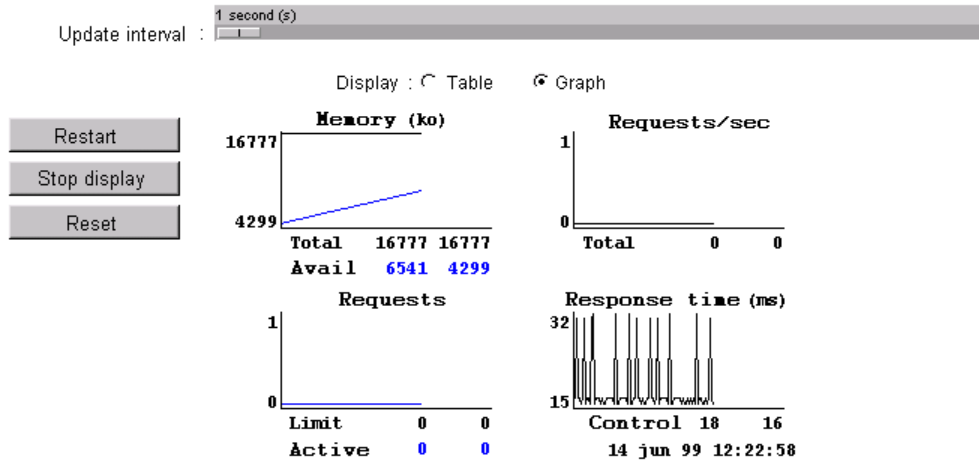 1 second (s)
Update interval :
Display : Table Graph
Restart
Stop display
Reset
Memory (ko)
16777
4299
Total 16777 16777
Avail 6541 4299
Requests/sec
1
0
Total 0 0
Requests
1
0
Limit 0 0
Active 0 0
Response time (ms)
32
15
Control 18 16
14 jun 99 12:22:58